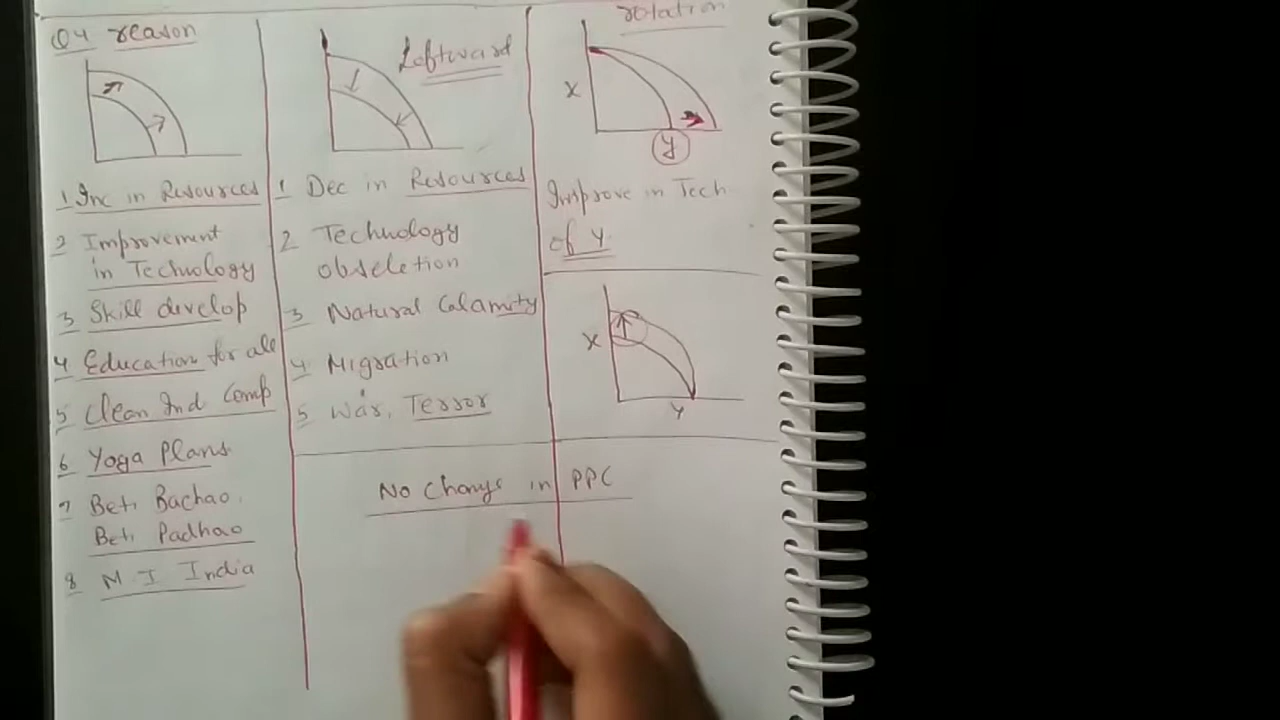 Q4 reason
1 Inc in Resources
2 Improvement
in Technology
3 Skill develop
4 Education for all
5 Clean Ind Comp
6 Yoga Plans
7 Beti Bachao
Beti Padhao
8 M I India
Leftward
1 Dec in Resources
2 Technology
obseletion
3 Natural Calamity
4 Migration
5 War, Terror
rotation
X
Y
Improve in Tech
of Y
X
Y
No Change in PPC